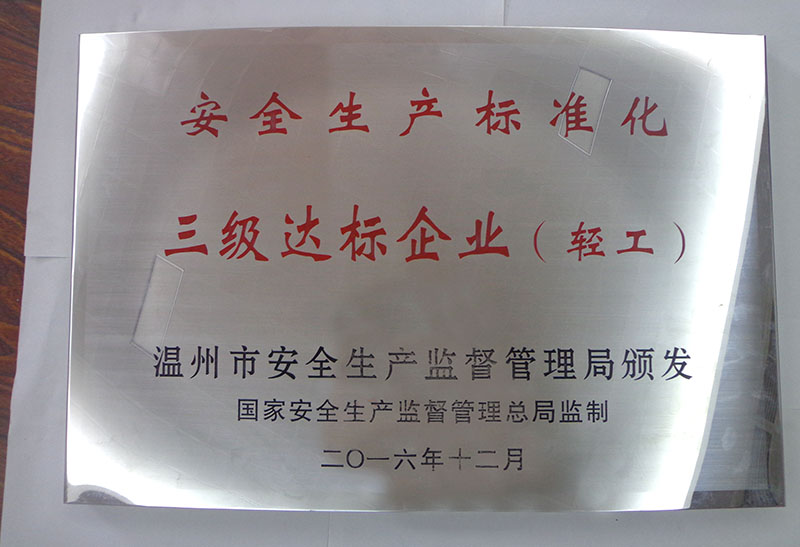 安全生产标准化
三级达标企业（轻工）
温州市安全生产监督管理局颁发
国家安全生产监督管理总局监制
二〇一六年十二月